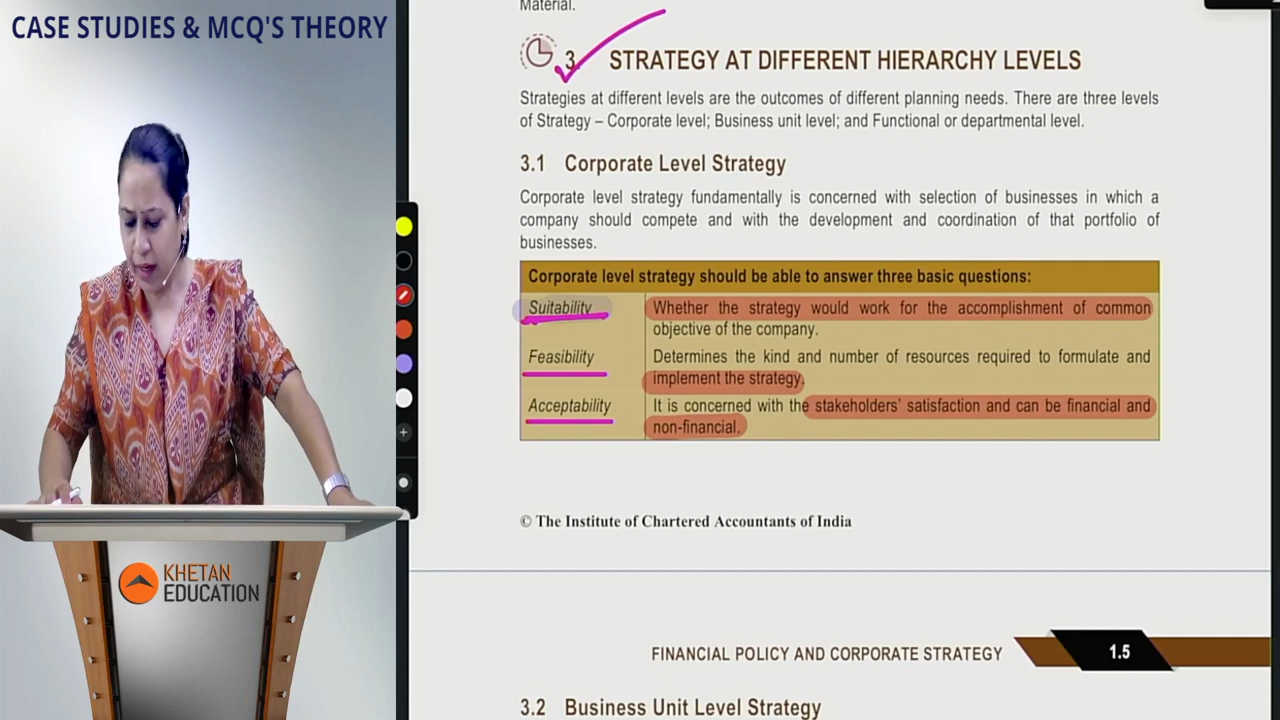 CASE STUDIES & MCQ'S THEORY
Material.
3. STRATEGY AT DIFFERENT HIERARCHY LEVELS
Strategies at different levels are the outcomes of different planning needs. There are three levels
of Strategy – Corporate level; Business unit level; and Functional or departmental level.
3.1 Corporate Level Strategy
Corporate level strategy fundamentally is concerned with selection of businesses in which a
company should compete and with the development and coordination of that portfolio of
businesses.
Corporate level strategy should be able to answer three basic questions:
Suitability Whether the strategy would work for the accomplishment of common
objective of the company.
Feasibility Determines the kind and number of resources required to formulate and
implement the strategy.
Acceptability It is concerned with the stakeholders' satisfaction and can be financial and
non-financial.
© The Institute of Chartered Accountants of India
FINANCIAL POLICY AND CORPORATE STRATEGY 1.5
3.2 Business Unit Level Strategy
KHETAN
EDUCATION